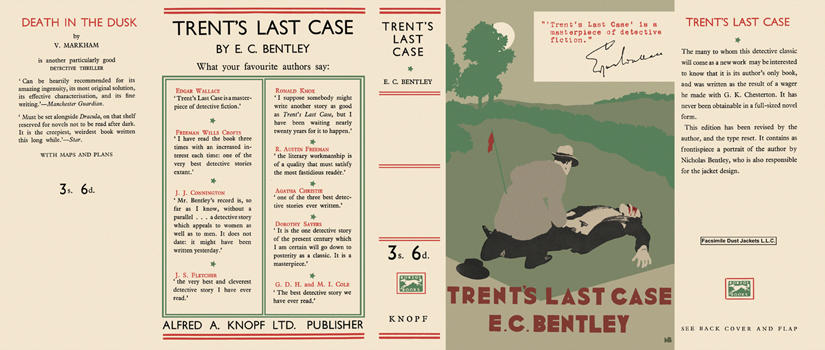 DEATH IN THE DUSK
by
V. MARKHAM
is another particularly good
DETECTIVE THRILLER
'Can be heartily recommended for its
amazing ingenuity, its most original solution,
its effective characterisation, and its fine
writing.'—Manchester Guardian.
'Must be set alongside Dracula, on that shelf
reserved for novels not to be read after dark.
It is the creepiest, weirdest book written
this long while.'—Star.
WITH MAPS AND PLANS
3s. 6d.
TRENT'S LAST CASE
BY E. C. BENTLEY
What your favourite authors say:
EDGAR WALLACE
'Trent's Last Case is a master-
piece of detective fiction.'
FREEMAN WILLS CROFTS
'I have read the book three
times with an increased in-
terest each time: one of the
very best detective stories
extant.'
J. J. CONNINGTON
'Mr. Bentley's record is, so
far as I know, without a
parallel . . . a detective story
which appeals to women as
well as to men. It does not
date: it might have been
written yesterday.'
J. S. FLETCHER
'the very best and cleverest
detective story I have ever
read.'
RONALD KNOX
'I suppose somebody might
write another story as good
as Trent's Last Case, but I
have been waiting nearly
twenty years for it to happen.'
R. AUSTIN FREEMAN
'the literary workmanship is
of a quality that must satisfy
the most fastidious reader.'
AGATHA CHRISTIE
'one of the three best detec-
tive stories ever written.'
DOROTHY SAYERS
'It is the one detective story
of the present century which
I am certain will go down to
posterity as a classic. It is a
masterpiece.'
G. D. H. and M. I. COLE
'The best detective story we
have ever read.'
ALFRED A. KNOPF LTD. PUBLISHER
TRENT'S
LAST
CASE
E. C. BENTLEY
3s. 6d.
BORZOI
BOOKS
KNOPF
"'Trent's Last Case' is a
masterpiece of detective
fiction."
Edgar Wallace
TRENT'S LAST CASE
E.C. BENTLEY
NB
TRENT'S LAST CASE
The many to whom this detective classic
will come as a new work may be interested
to know that it is its author's only book,
and was written as the result of a wager
he made with G. K. Chesterton. It has
never been obtainable in a full-sized novel
form.
This edition has been revised by the
author, and the type reset. It contains as
frontispiece a portrait of the author by
Nicholas Bentley, who is also responsible
for the jacket design.
Facsimile Dust Jackets L.L.C.
BORZOI
BOOKS
SEE BACK COVER AND FLAP